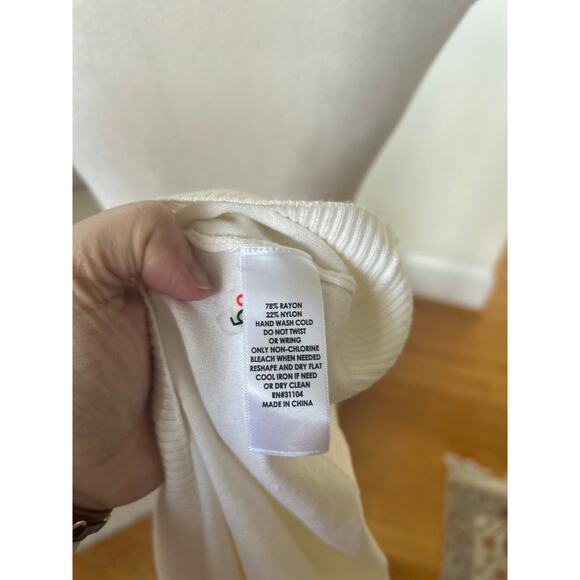 78% RAYON
22% NYLON
HAND WASH COLD
DO NOT TWIST
OR WRING
ONLY NON-CHLORINE
BLEACH WHEN NEEDED
RESHAPE AND DRY FLAT
COOL IRON IF NEED
OR DRY CLEAN
RN#31104
MADE IN CHINA